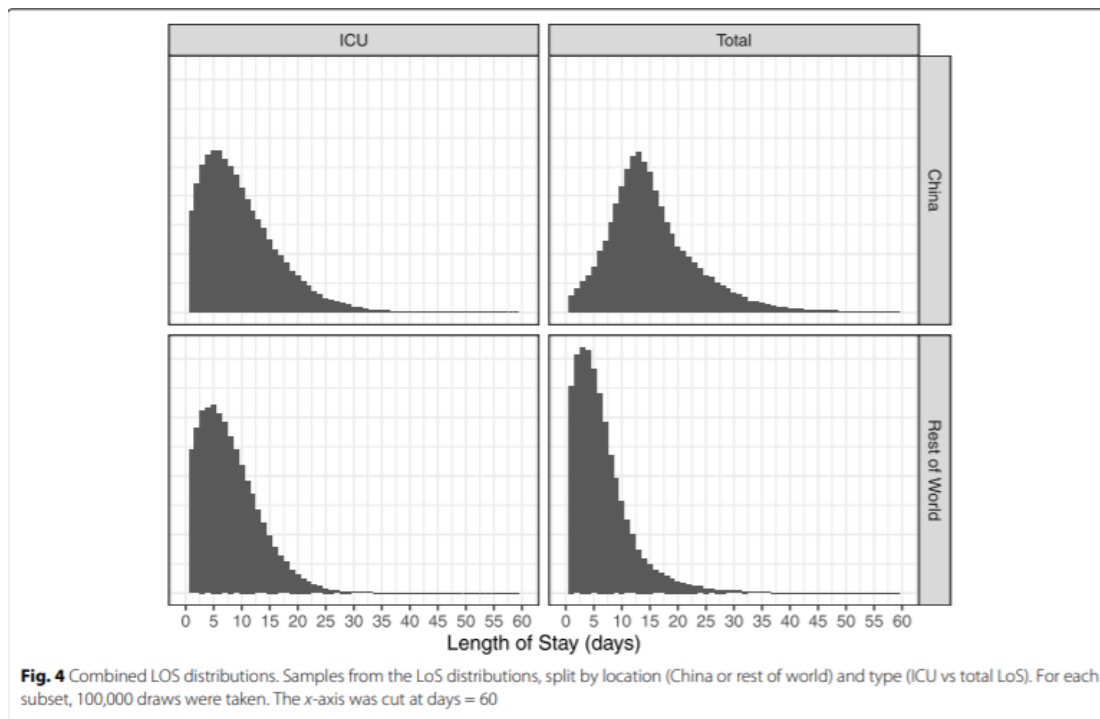 ICU
Total
China
Rest of World
0 5 10 15 20 25 30 35 40 45 50 55 60
0 5 10 15 20 25 30 35 40 45 50 55 60
Length of Stay (days)
Fig. 4 Combined LOS distributions. Samples from the LoS distributions, split by location (China or rest of world) and type (ICU vs total LoS). For each
subset, 100,000 draws were taken. The x-axis was cut at days = 60